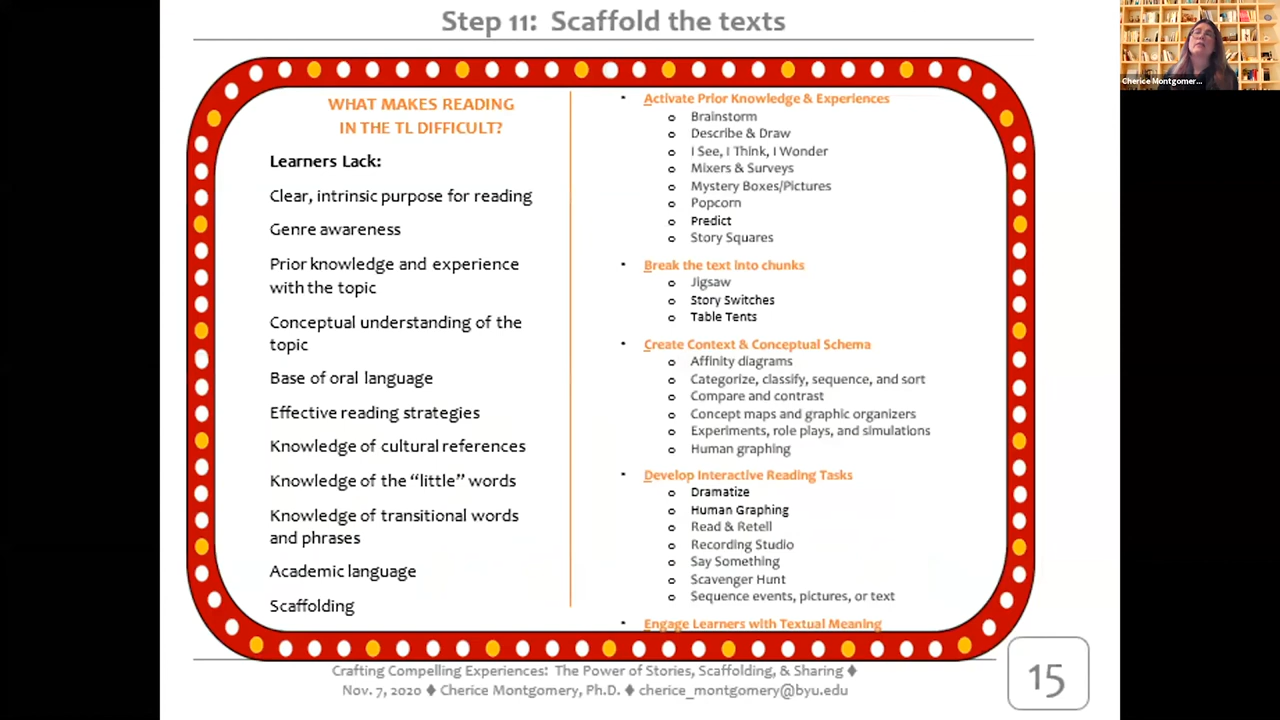 Step 11: Scaffold the texts
Cherice Montgomer...
WHAT MAKES READING
IN THE TL DIFFICULT?
Learners Lack:
Clear, intrinsic purpose for reading
Genre awareness
Prior knowledge and experience
with the topic
Conceptual understanding of the
topic
Base of oral language
Effective reading strategies
Knowledge of cultural references
Knowledge of the “little” words
Knowledge of transitional words
and phrases
Academic language
Scaffolding
• Activate Prior Knowledge & Experiences
o Brainstorm
o Describe & Draw
o I See, I Think, I Wonder
o Mixers & Surveys
o Mystery Boxes/Pictures
o Popcorn
o Predict
o Story Squares
• Break the text into chunks
o Jigsaw
o Story Switches
o Table Tents
• Create Context & Conceptual Schema
o Affinity diagrams
o Categorize, classify, sequence, and sort
o Compare and contrast
o Concept maps and graphic organizers
o Experiments, role plays, and simulations
o Human graphing
• Develop Interactive Reading Tasks
o Dramatize
o Human Graphing
o Read & Retell
o Recording Studio
o Say Something
o Scavenger Hunt
o Sequence events, pictures, or text
• Engage Learners with Textual Meaning
Crafting Compelling Experiences: The Power of Stories, Scaffolding, & Sharing ♦
Nov. 7, 2020 ♦ Cherice Montgomery, Ph.D. ♦ cherice_montgomery@byu.edu
15